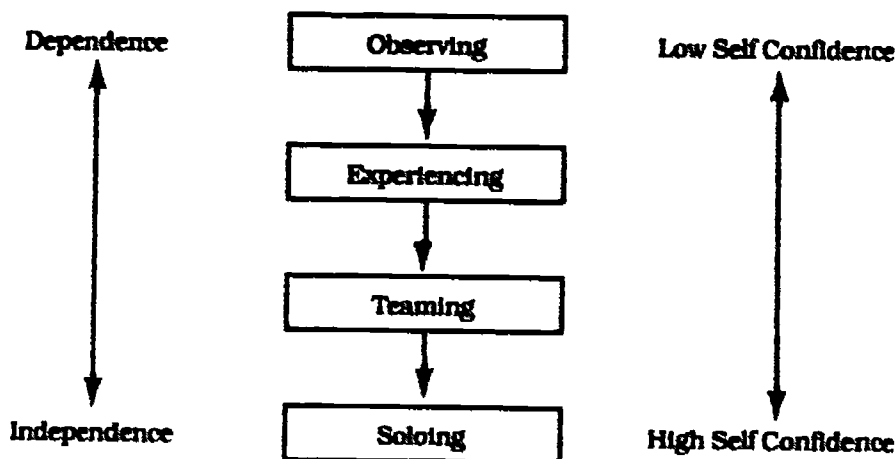 Dependence
Observing
Low Self Confidence
Experiencing
Teaming
Independence
Soloing
High Self Confidence